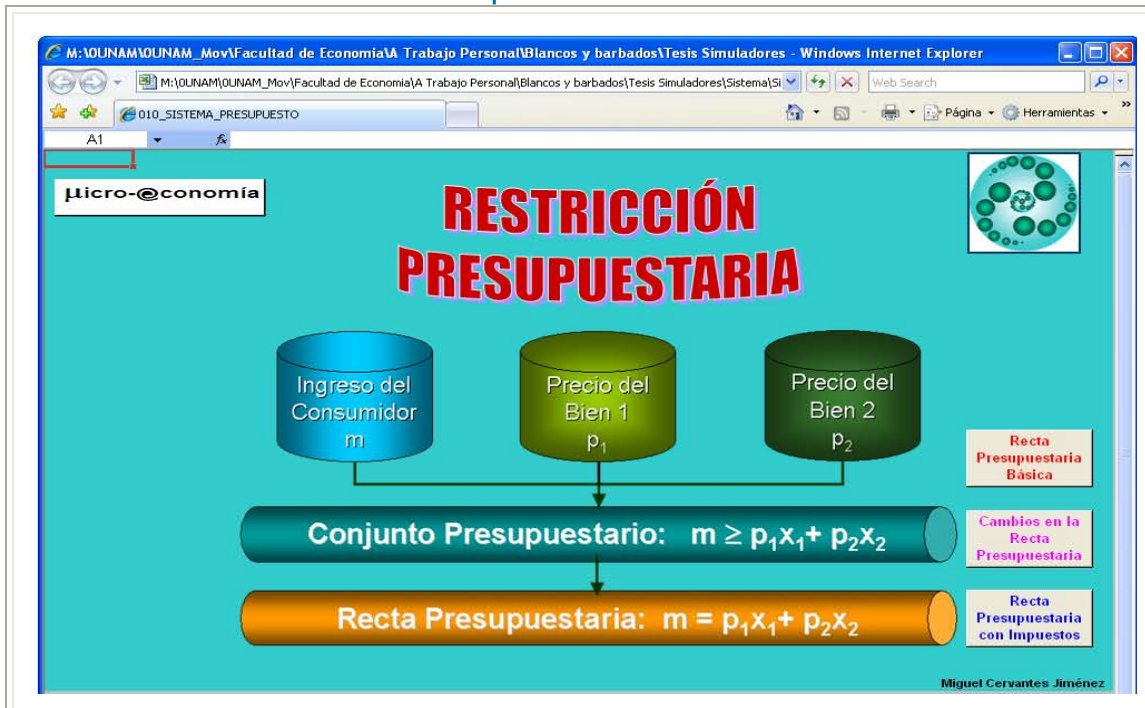 M:\0UNAM\0UNAM_Mov\Facultad de Economia\A Trabajo Personal\Blancos y barbados\Tesis Simuladores - Windows Internet Explorer
M:\0UNAM\0UNAM_Mov\Facultad de Economia\A Trabajo Personal\Blancos y barbados\Tesis Simuladores\Sistema\Si
Web Search
010_SISTEMA_PRESUPUESTO
Página
Herramientas
»
A1
fx
µicro-@conomía
RESTRICCIÓN
PRESUPUESTARIA
Ingreso del
Consumidor
m
Precio del
Bien 1
p₁
Precio del
Bien 2
p₂
Recta
Presupuestaria
Básica
Conjunto Presupuestario: m ≥ p₁x₁+ p₂x₂
Cambios en la
Recta
Presupuestaria
Recta Presupuestaria: m = p₁x₁+ p₂x₂
Recta
Presupuestaria
con Impuestos
Miguel Cervantes Jiménez